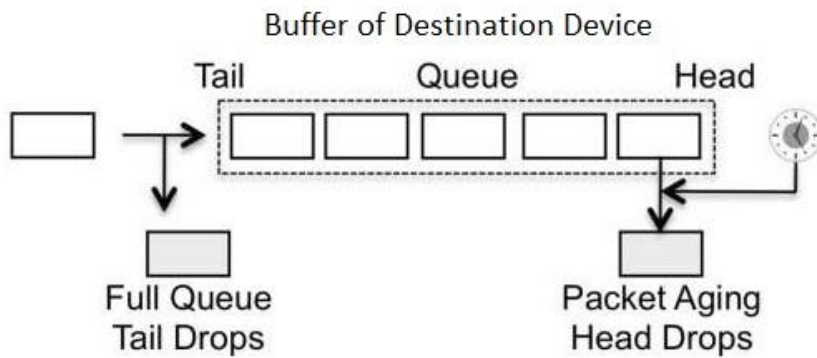 Buffer of Destination Device
Tail Queue Head
Full Queue
Tail Drops
Packet Aging
Head Drops